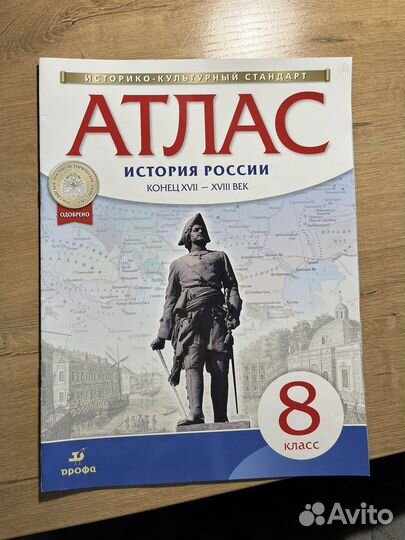 ИСТОРИКО-КУЛЬТУРНЫЙ СТАНДАРТ
АТЛАС
ИСТОРИЯ РОССИИ
КОНЕЦ XVII – XVIII ВЕК
ОДОБРЕНО
8
КЛАСС
дрофа
Avito